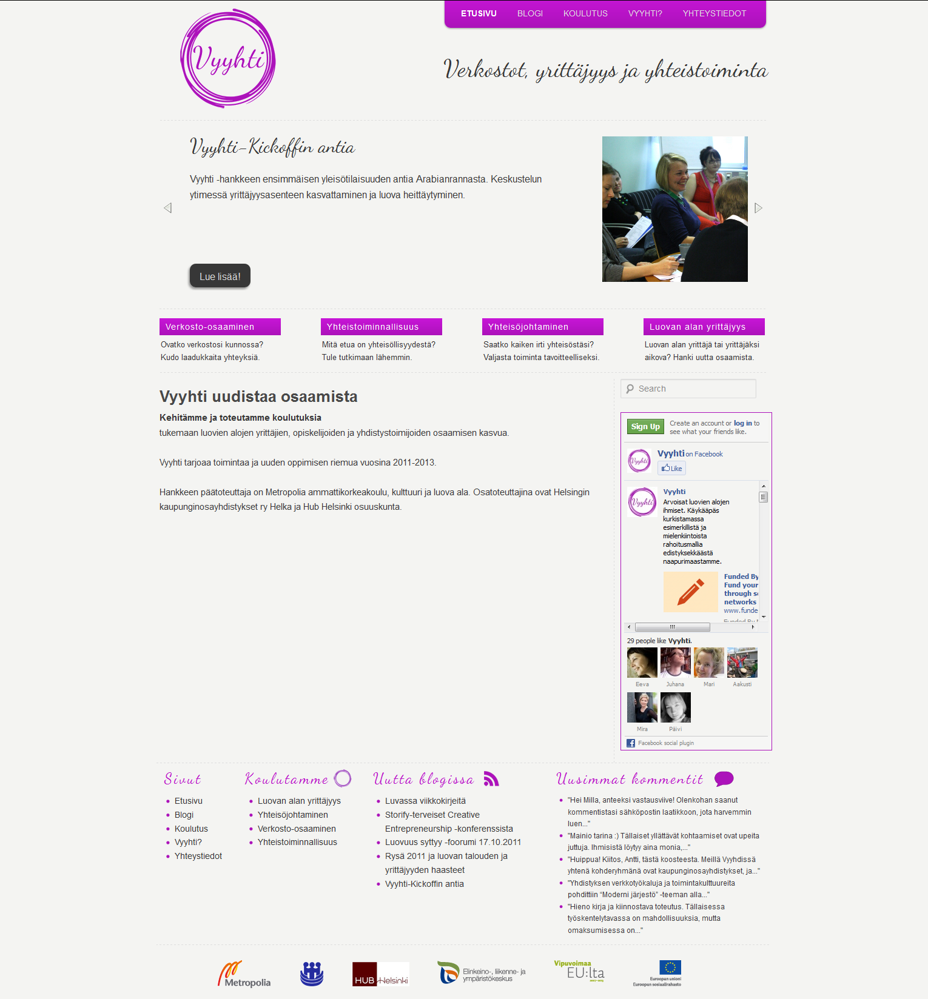 ETUSIVU BLOGI KOULUTUS VYYHTI? YHTEYSTIEDOT
Vyyhti
Verkostot, yrittäjyys ja yhteistoiminta
Vyyhti-Kickoffin antia
Vyyhti -hankkeen ensimmäisen yleisötilaisuuden antia Arabianrannasta. Keskustelun
ytimessä yrittäjyysasenteen kasvattaminen ja luova heittäytyminen.
Lue lisää!
Verkosto-osaaminen
Ovatko verkostosi kunnossa?
Kudo laadukkaita yhteyksiä.
Yhteistoiminnallisuus
Mitä etua on yhteisöllisyydestä?
Tule tutkimaan lähemmin.
Yhteisöjohtaminen
Saatko kaiken irti yhteisöstäsi?
Valjasta toiminta tavoitteelliseksi.
Luovan alan yrittäjyys
Luovan alan yrittäjä tai yrittäjäksi
aikova? Hanki uutta osaamista.
Vyyhti uudistaa osaamista
Kehitämme ja toteutamme koulutuksia
tukemaan luovien alojen yrittäjien, opiskelijoiden ja yhdistystoimijoiden osaamisen kasvua.
Vyyhti tarjoaa toimintaa ja uuden oppimisen riemua vuosina 2011-2013.
Hankkeen päätoteuttaja on Metropolia ammattikorkeakoulu, kulttuuri ja luova ala. Osatoteuttajina ovat Helsingin
kaupunginosayhdistykset ry Helka ja Hub Helsinki osuuskunta.
Search
Sign Up
Create an account or log in to
see what your friends like.
Vyyhti
Vyyhti on Facebook
Like
Vyyhti
Vyyhti
Arvoisat luovien alojen
ihmiset. Käykääpäs
kurkistamassa
esimerkillistä ja
mielenkiintoista
rahoitusmallia
edistyksekkäästä
naapurimaastamme.
Funded By
Fund your
through so
networks
www.funde
Funded By
29 people like Vyyhti.
Eeva Juhana Mari Aakusti
Mira Päivi
Facebook social plugin
Sivut
Etusivu
Blogi
Koulutus
Vyyhti?
Yhteystiedot
Koulutamme
Luovan alan yrittäjyys
Yhteisöjohtaminen
Verkosto-osaaminen
Yhteistoiminnallisuus
Uutta blogissa
Luvassa viikkokirjeitä
Storify-terveiset Creative
Entrepreneurship -konferenssista
Luovuus syttyy -foorumi 17.10.2011
Rysä 2011 ja luovan talouden ja
yrittäjyyden haasteet
Vyyhti-Kickoffin antia
Uusimmat kommentit
"Hei Milla, anteeksi vastausviive! Olenkohan saanut
kommentistasi sähköpostin laatikkoon, jota harvemmin
luen..."
"Mainio tarina :) Tällaiset yllättävät kohtaamiset ovat upeita
juttuja. Ihmisistä löytyy aina monia,..."
"Huippua! Kiitos, Antti, tästä koosteesta. Meillä Vyyhdissä
yhtenä kohderyhmänä ovat kaupunginosayhdistykset, ja..."
"Yhdistyksen verkkotyökaluja ja toimintakulttuureita
pohdittiin “Moderni järjestö” -teeman alla..."
"Hieno kirja ja kiinnostava toteutus. Tällaisessa
työskentelytavassa on mahdollisuuksia, mutta
omaksumisessa on..."
Metropolia
HUB Helsinki
Elinkeino-, liikenne- ja
ympäristökeskus
Vipuvoimaa
EU:lta
2007-2013
Euroopan unioni
Euroopan sosiaalirahasto